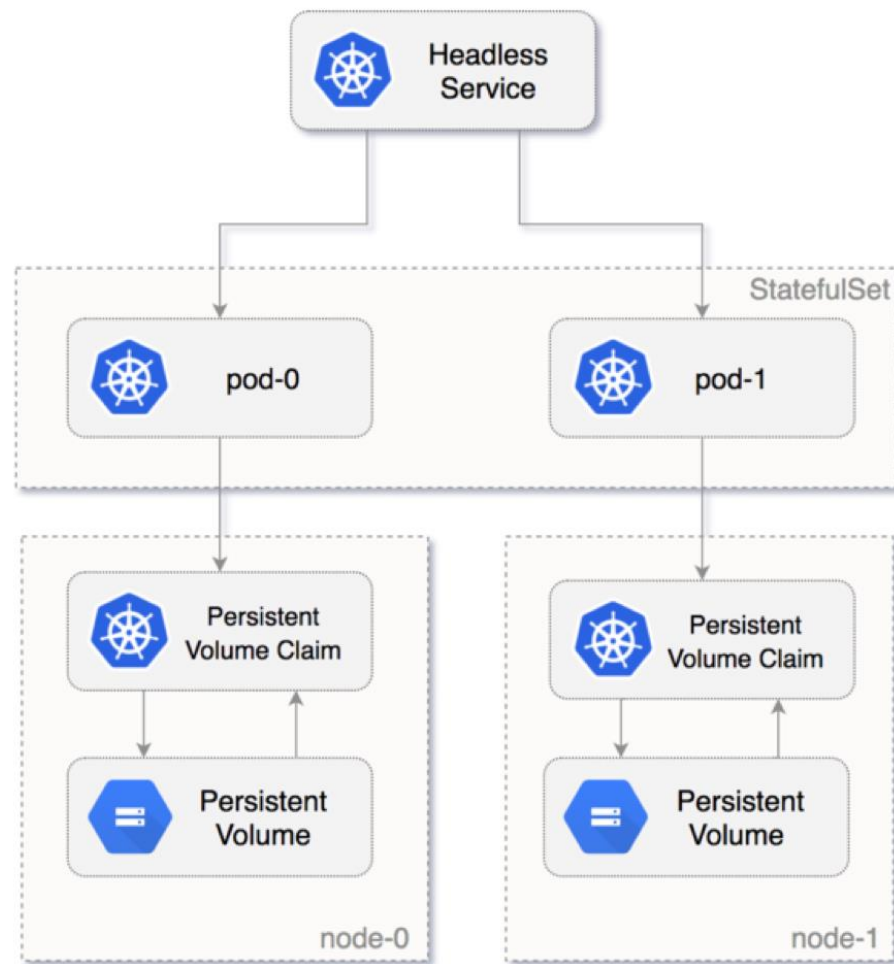 Headless
Service
StatefulSet
pod-0
pod-1
Persistent
Volume Claim
Persistent
Volume Claim
Persistent
Volume
Persistent
Volume
node-0
node-1